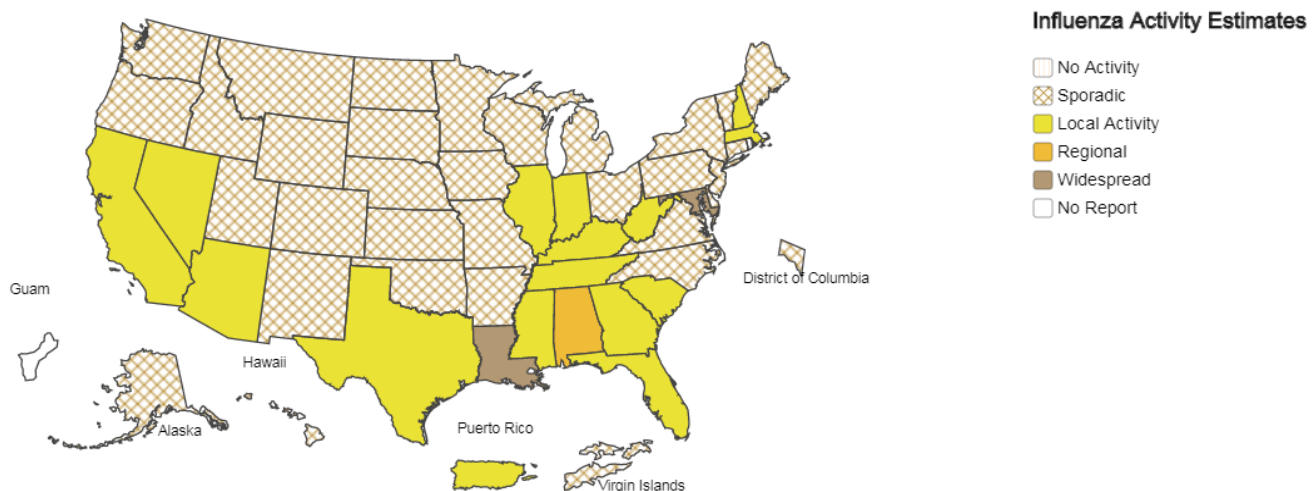 Influenza Activity Estimates
No Activity
Sporadic
Local Activity
Regional
Widespread
No Report
District of Columbia
Guam
Hawaii
Alaska
Puerto Rico
Virgin Islands